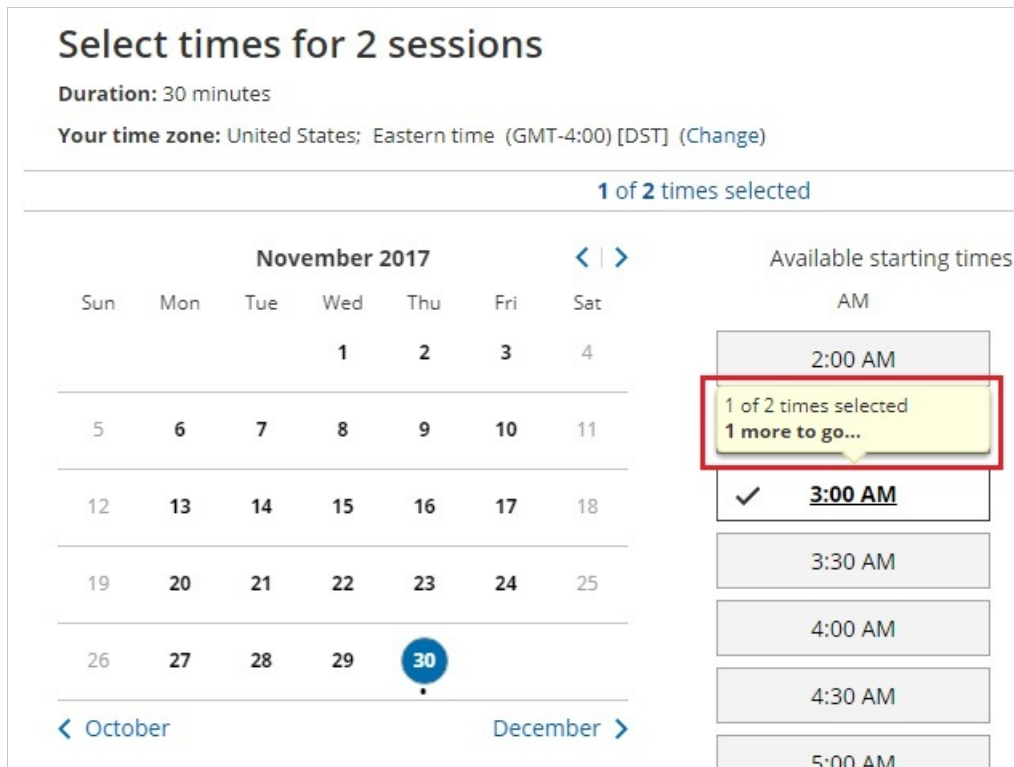 Select times for 2 sessions
Duration: 30 minutes
Your time zone: United States; Eastern time (GMT-4:00) [DST] (Change)
1 of 2 times selected
November 2017
Sun Mon Tue Wed Thu Fri Sat
1 2 3 4
5 6 7 8 9 10 11
12 13 14 15 16 17 18
19 20 21 22 23 24 25
26 27 28 29 30
October December
Available starting times
AM
2:00 AM
1 of 2 times selected
1 more to go...
3:00 AM
3:30 AM
4:00 AM
4:30 AM
5:00 AM